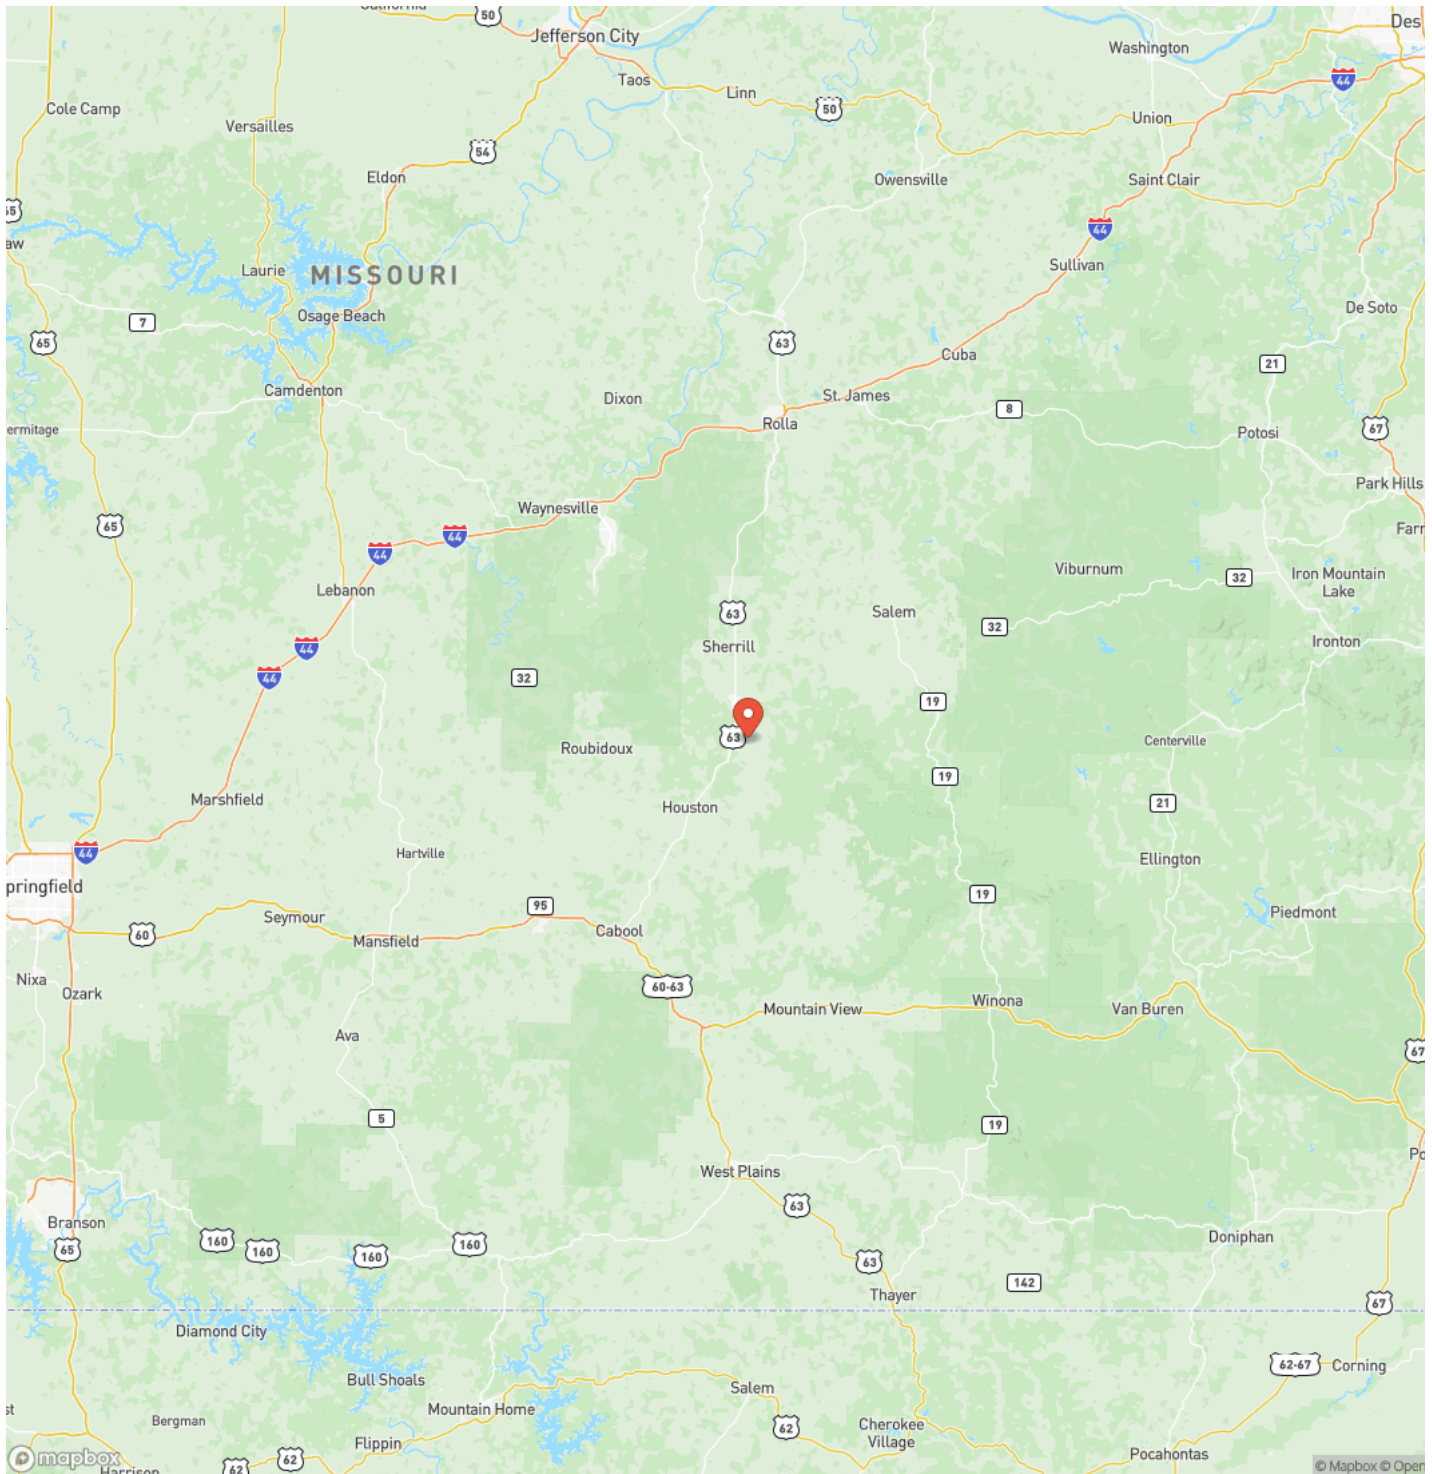 50
Jefferson City
Des
Washington
Taos
Linn
44
Cole Camp
50
Union
Versailles
54
Eldon
Owensville
Saint Clair
65
44
aw
Laurie
MISSOURI
Sullivan
Osage Beach
De Soto
7
65
63
Cuba
21
Camdenton
Dixon
St. James
8
Rolla
ermitage
67
Potosi
Park Hills
Waynesville
65
44
Farr
44
Viburnum
32
Iron Mountain
Lake
Lebanon
63
Salem
32
Ironton
Sherrill
44
44
32
19
63
Roubidoux
Centerville
19
Marshfield
Houston
21
44
Hartville
Ellington
pringfield
19
95
Seymour
Piedmont
60
Mansfield
Cabool
Nixa
Ozark
60-63
Mountain View
Winona
Van Buren
Ava
67
5
19
West Plains
Po
63
Branson
65
160
160
160
160
Doniphan
63
142
Thayer
67
Diamond City
62-67
Corning
Bull Shoals
Salem
st
Mountain Home
Bergman
62
Cherokee
Village
Flippin
Pocahontas
62
62
mapbox
Harrison
© Mapbox © Open